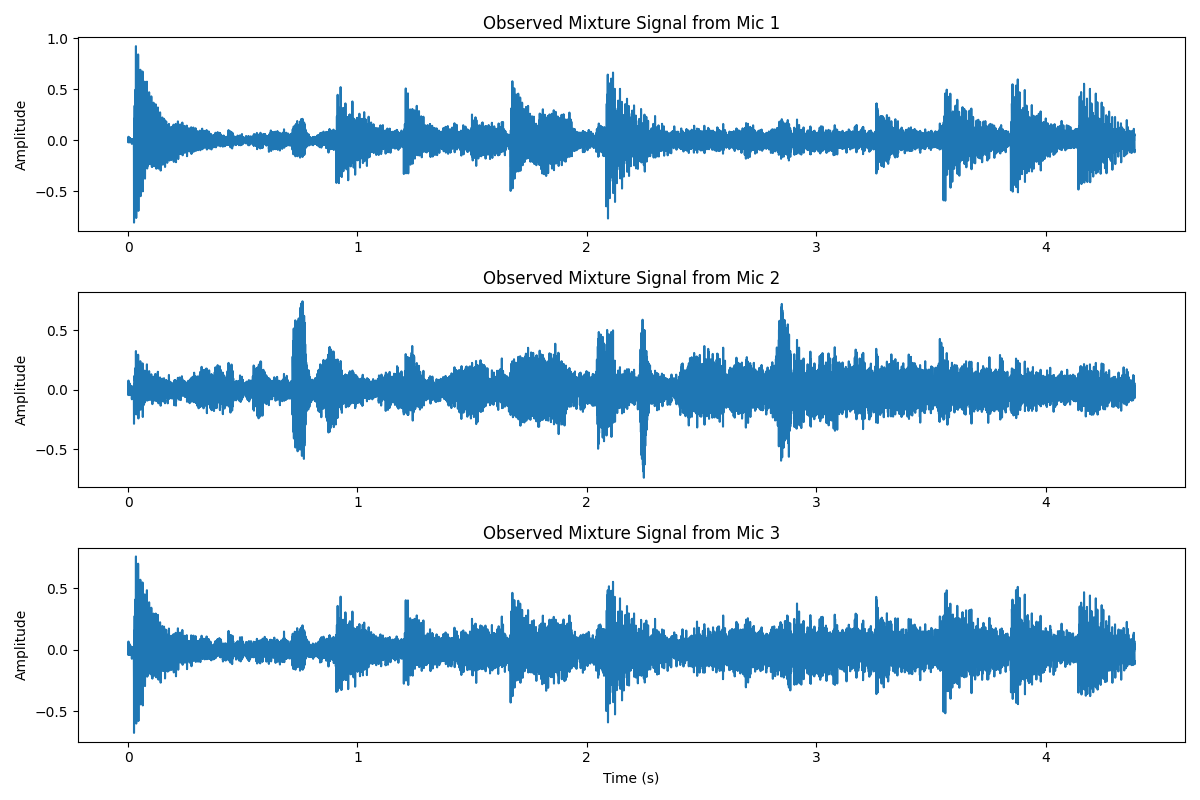 Observed Mixture Signal from Mic 1
1.0
0.5
0.0
−0.5
Amplitude
0 1 2 3 4
Observed Mixture Signal from Mic 2
0.5
0.0
−0.5
Amplitude
0 1 2 3 4
Observed Mixture Signal from Mic 3
0.5
0.0
−0.5
Amplitude
0 1 2 3 4
Time (s)